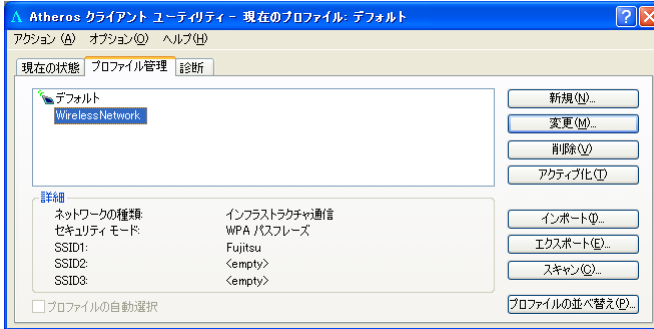 Atheros クライアント ユーティリティ - 現在のプロファイル: デフォルト
アクション (A) オプション(O) ヘルプ(H)
現在の状態 プロファイル管理 診断
デフォルト
WirelessNetwork
新規(N)...
変更(M)...
削除(V)
アクティブ化(T)
詳細
ネットワークの種類: インフラストラクチャ通信
セキュリティ モード: WPA パスフレーズ
SSID1: Fujitsu
SSID2: <empty>
SSID3: <empty>
インポート(I)...
エクスポート(E)...
スキャン(C)...
プロファイルの自動選択
プロファイルの並べ替え(P)...